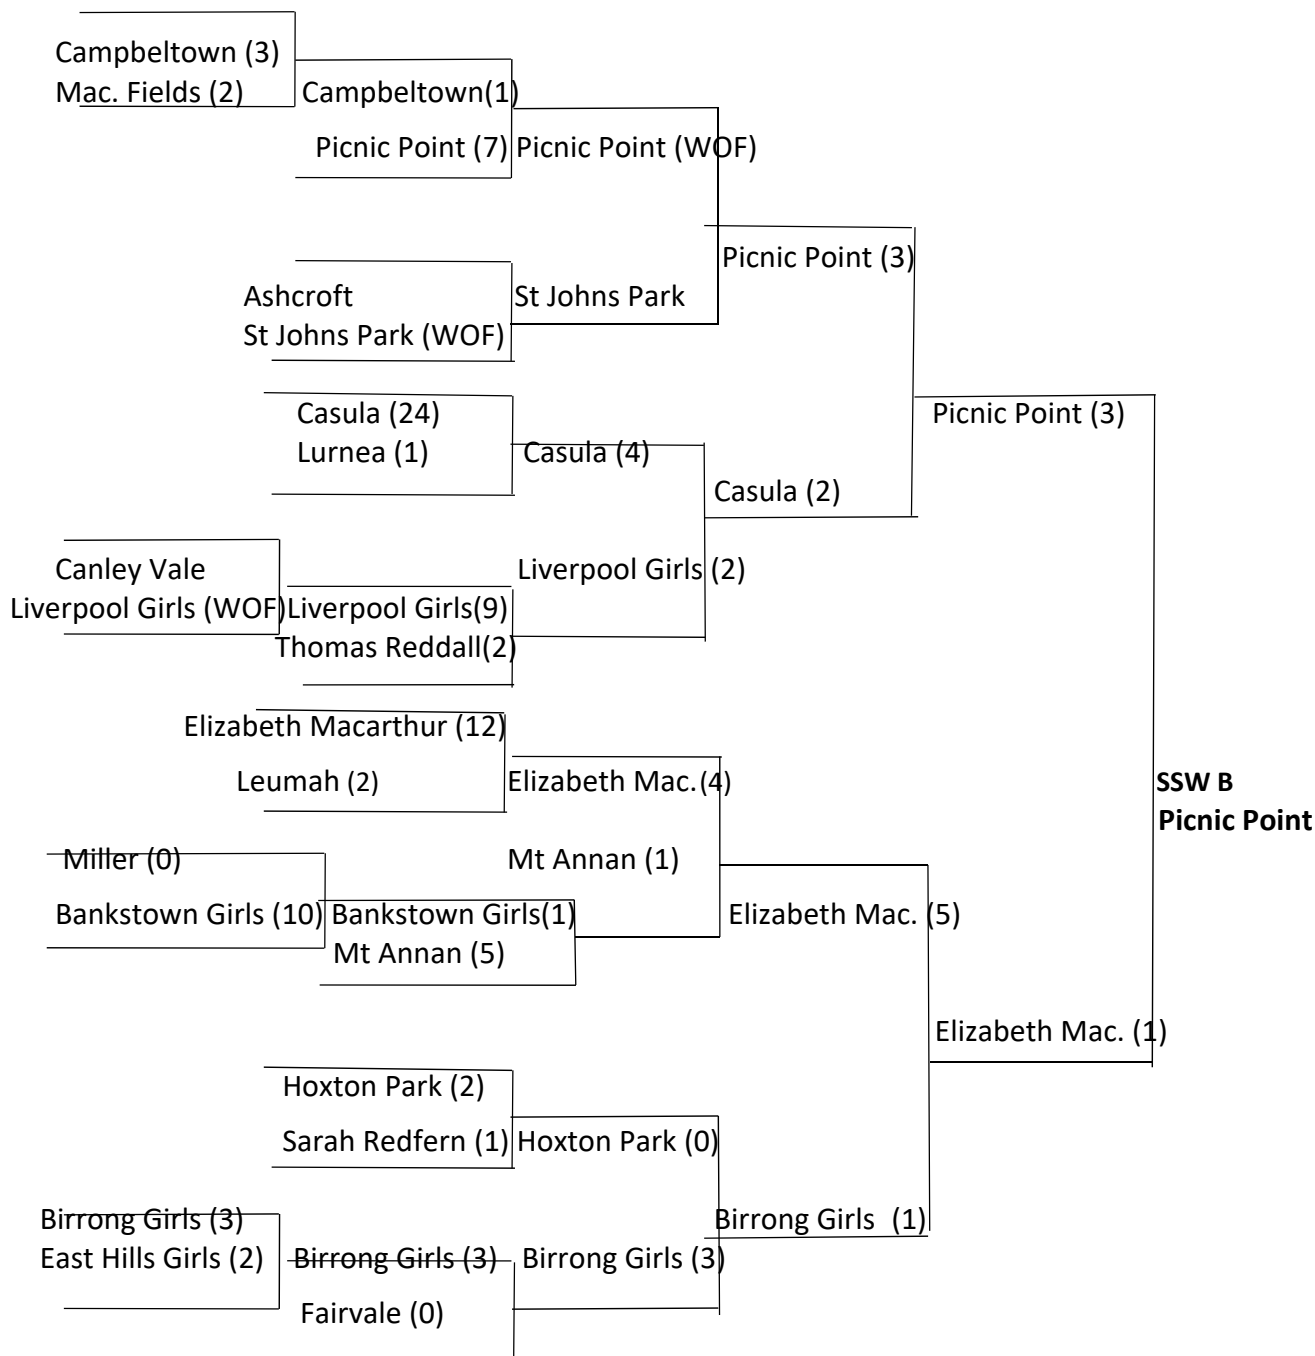 Campbeltown (3)
Mac. Fields (2)
Campbeltown(1)
Picnic Point (7)
Picnic Point (WOF)
Picnic Point (3)
Ashcroft
St Johns Park
St Johns Park (WOF)
Casula (24)
Picnic Point (3)
Lurnea (1)
Casula (4)
Casula (2)
Canley Vale
Liverpool Girls (2)
Liverpool Girls (WOF)
Liverpool Girls(9)
Thomas Reddall(2)
Elizabeth Macarthur (12)
Leumah (2)
Elizabeth Mac.(4)
SSW B
Picnic Point
Miller (0)
Mt Annan (1)
Bankstown Girls (10)
Bankstown Girls(1)
Elizabeth Mac. (5)
Mt Annan (5)
Elizabeth Mac. (1)
Hoxton Park (2)
Sarah Redfern (1)
Hoxton Park (0)
Birrong Girls (3)
Birrong Girls (1)
East Hills Girls (2)
Birrong Girls (3)
Birrong Girls (3)
Fairvale (0)